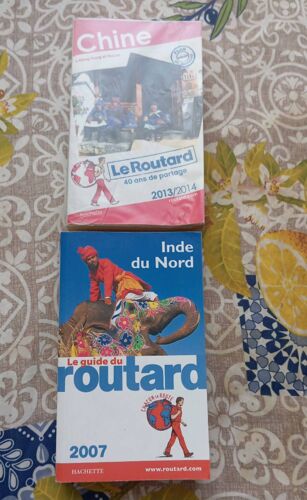 Chine
Le Routard
40 ans de partage
2013/2014
HACHETTE
Inde
du Nord
Le guide du
routard
2007
HACHETTE
www.routard.com